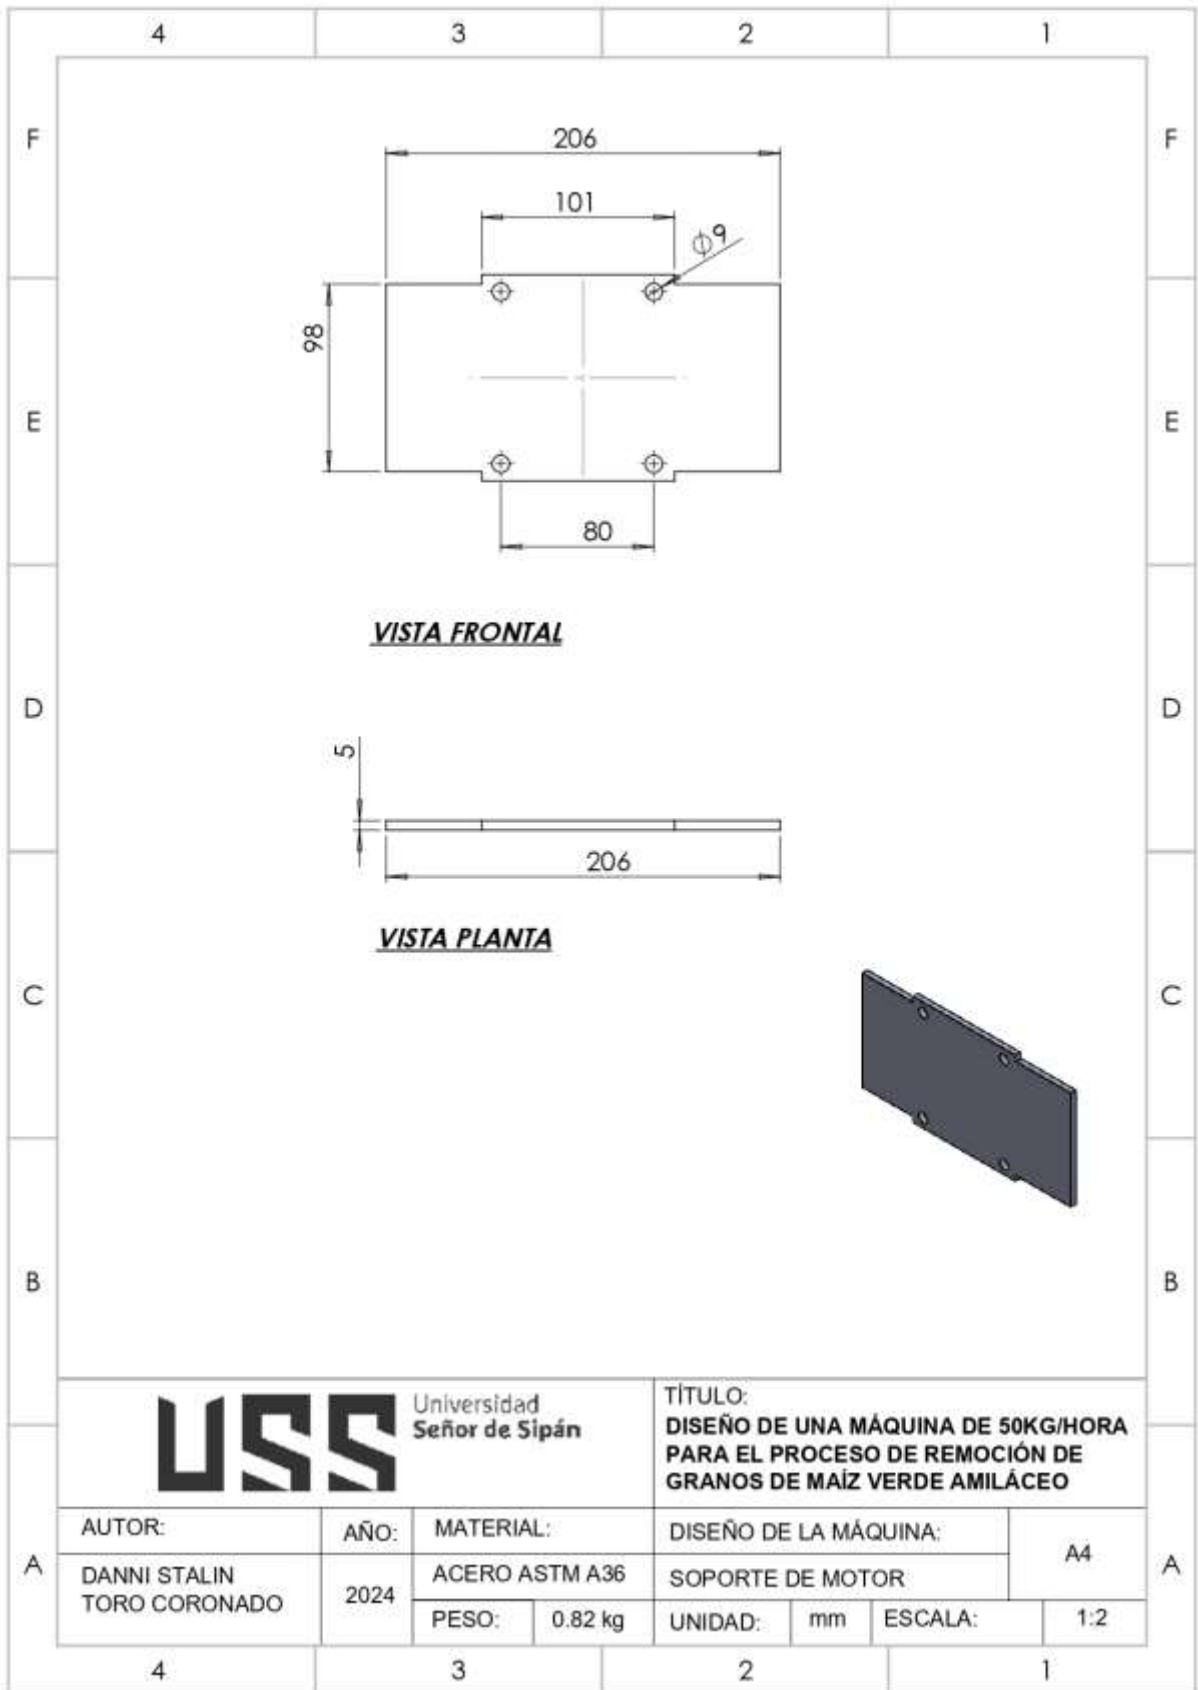 4 3 2 1
F F
206
101
Φ9
98
E E
80
VISTA FRONTAL
D D
5
206
VISTA PLANTA
C C
B B
USS Universidad
Señor de Sipán
TÍTULO:
DISEÑO DE UNA MÁQUINA DE 50KG/HORA
PARA EL PROCESO DE REMOCIÓN DE
GRANOS DE MAÍZ VERDE AMILÁCEO
AUTOR: AÑO: MATERIAL: DISEÑO DE LA MÁQUINA: A4
A A
DANNI STALIN
TORO CORONADO
2024
ACERO ASTM A36 SOPORTE DE MOTOR
PESO: 0.82 kg UNIDAD: mm ESCALA: 1:2
4 3 2 1